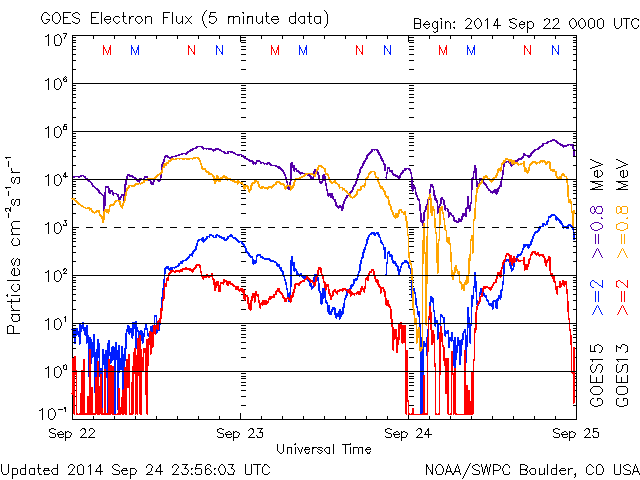 GOES Electron Flux (5 minute data)
Begin: 2014 Sep 22 0000 UTC
10⁷
M M N N M M N N M M N N
10⁶
10⁵
10⁴
10³
10²
10¹
10⁰
10⁻¹
Particles cm⁻²s⁻¹sr⁻¹
GOES15 >=2 >=0.8 MeV
GOES13 >=2 >=0.8 MeV
Sep 22 Sep 23 Sep 24 Sep 25
Universal Time
Updated 2014 Sep 24 23:56:03 UTC
NOAA/SWPC Boulder, CO USA